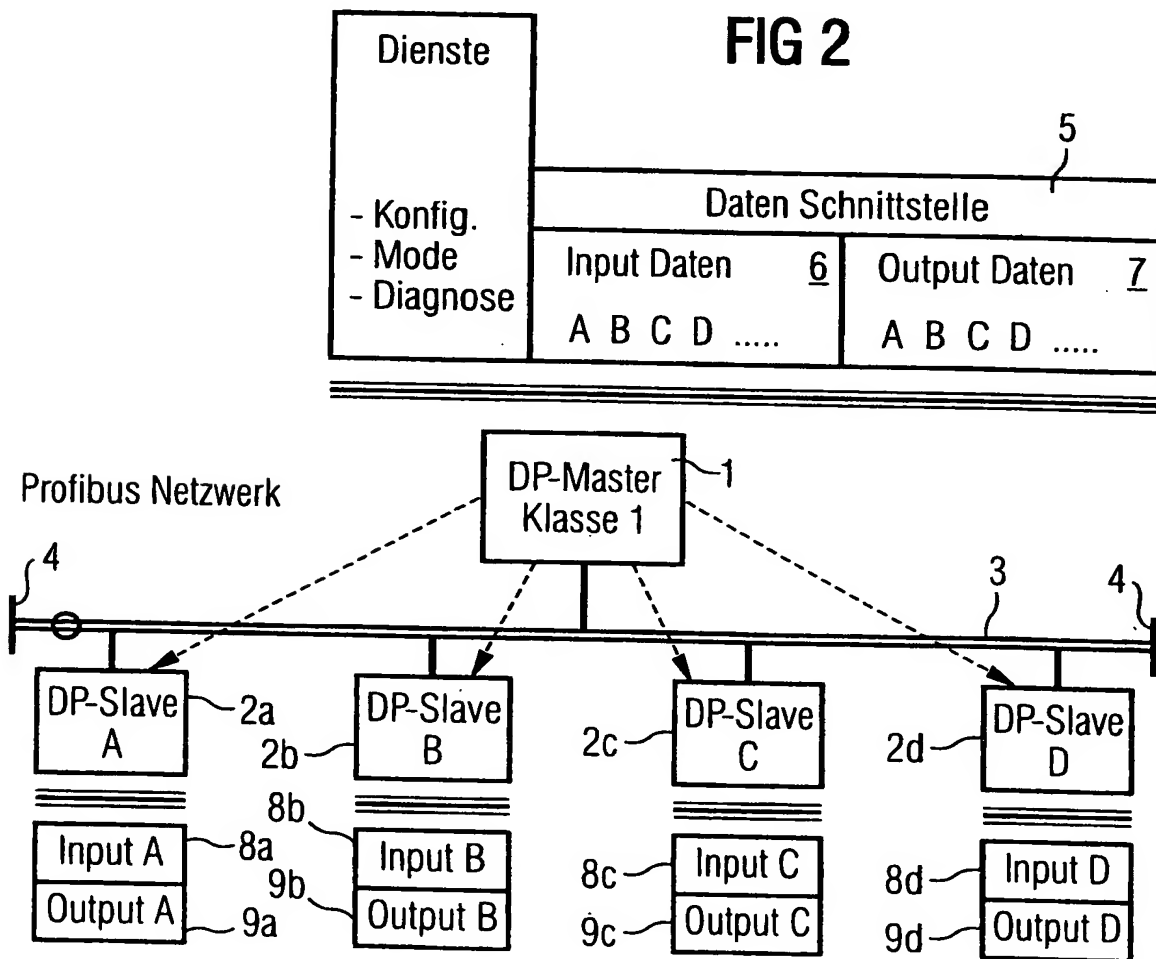 FIG 2
Dienste
- Konfig.
- Mode
- Diagnose
5
Daten Schnittstelle
Input Daten 6
A B C D .....
Output Daten 7
A B C D .....
DP-Master
Klasse 1
1
Profibus Netzwerk
4
3
4
DP-Slave
A
2a
DP-Slave
B
2b
DP-Slave
C
2c
DP-Slave
D
2d
Input A
8a
Output A
9a
8b
Input B
9b
Output B
8c
Input C
9c
Output C
8d
Input D
9d
Output D